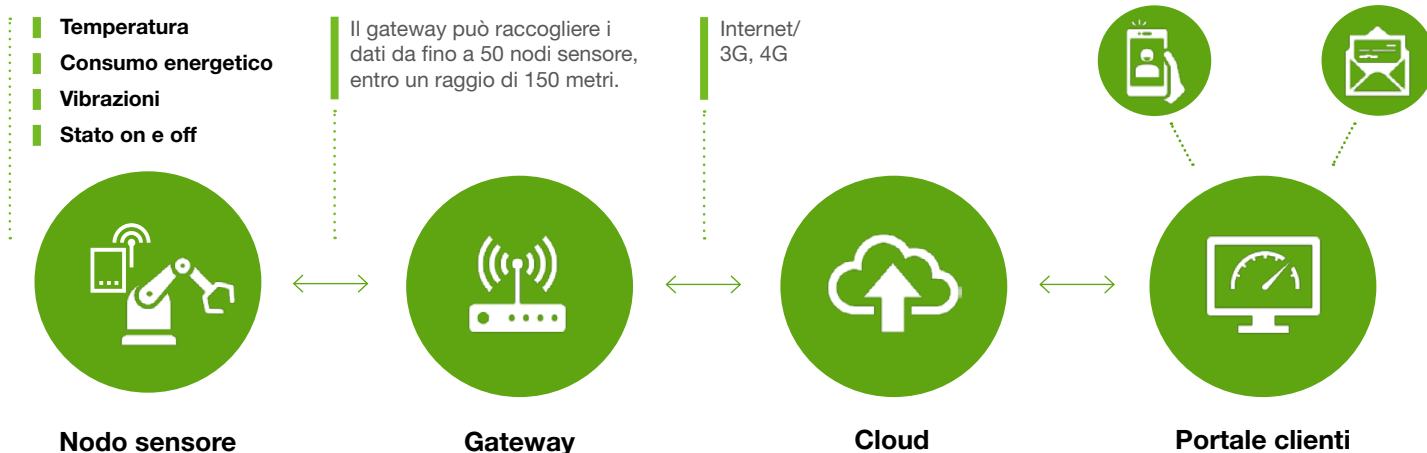 Temperatura
Consumo energetico
Vibrazioni
Stato on e off
Il gateway può raccogliere i
dati da fino a 50 nodi sensore,
entro un raggio di 150 metri.
Internet/
3G, 4G
Nodo sensore
Gateway
Cloud
Portale clienti